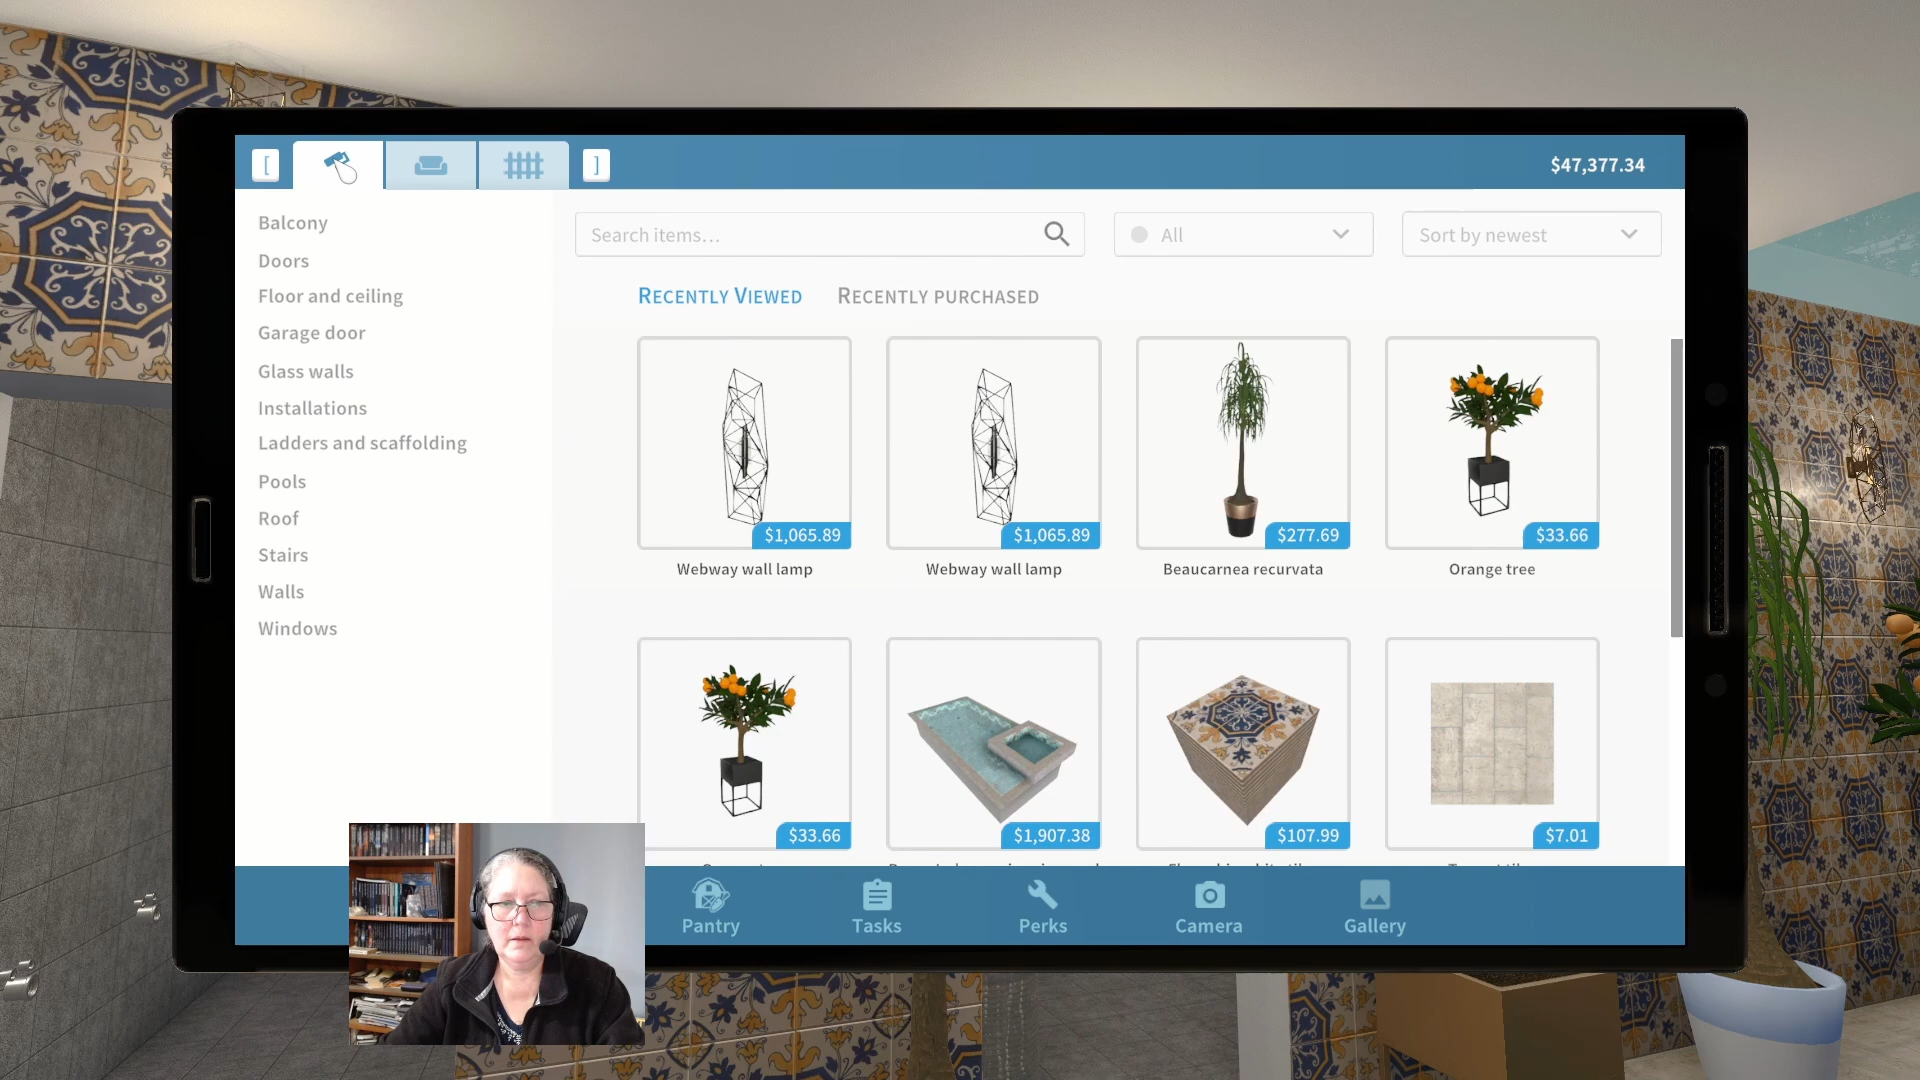 [
]
$47,377.34
Balcony
Doors
Floor and ceiling
Garage door
Glass walls
Installations
Ladders and scaffolding
Pools
Roof
Stairs
Walls
Windows
Search items...
All
Sort by newest
RECENTLY VIEWED
RECENTLY PURCHASED
$1,065.89
Webway wall lamp
$1,065.89
Webway wall lamp
$277.69
Beaucarnea recurvata
$33.66
Orange tree
$33.66
$1,907.38
$107.99
$7.01
Pantry
Tasks
Perks
Camera
Gallery